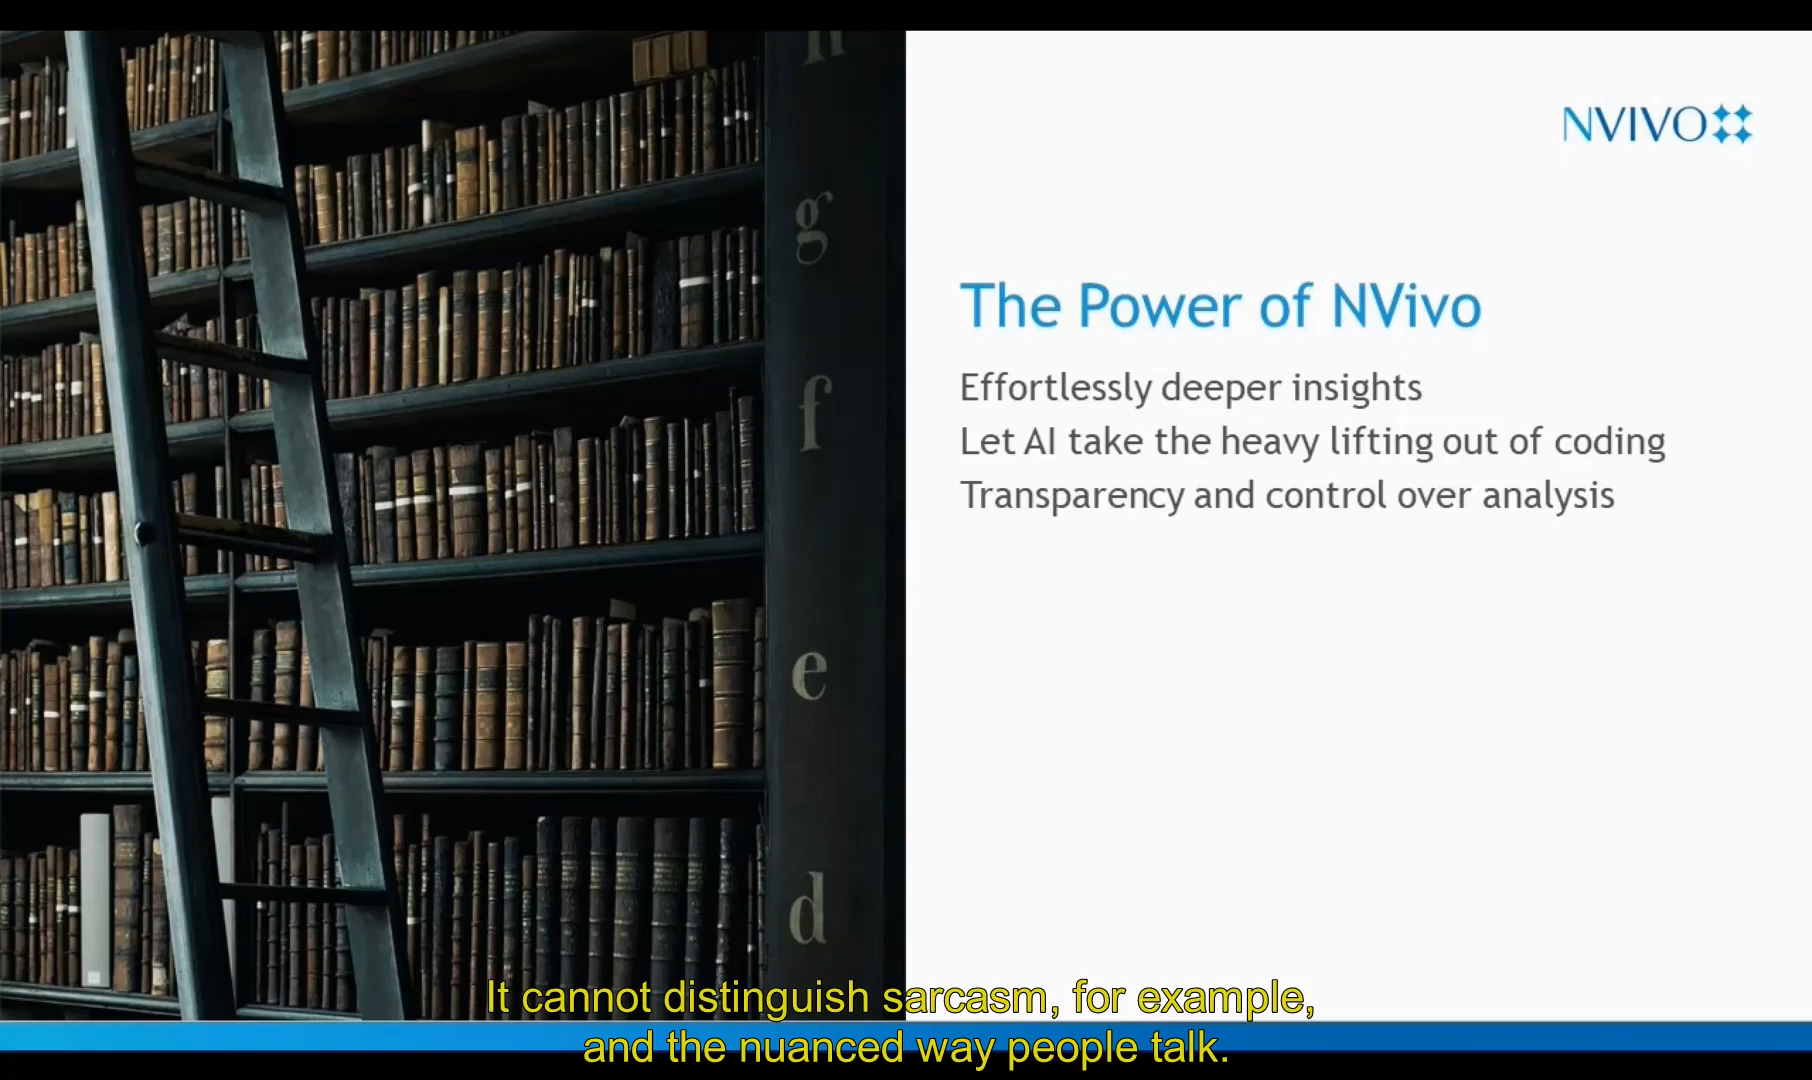 n
g
f
e
d
NVIVO
The Power of NVivo
Effortlessly deeper insights
Let AI take the heavy lifting out of coding
Transparency and control over analysis
It cannot distinguish sarcasm, for example,
and the nuanced way people talk.